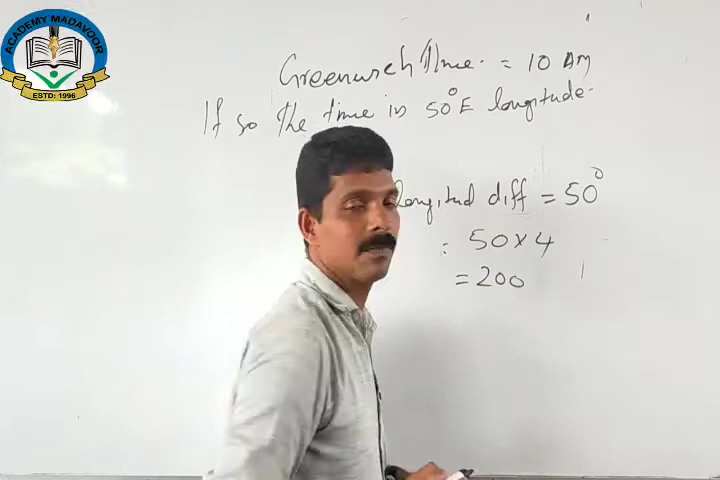 ACADEMY MADAVOOR
ESTD: 1996
Greenwich Time = 10 AM
If so the time in 50°E longitude.
longitud diff = 50°
: 50 × 4
= 200